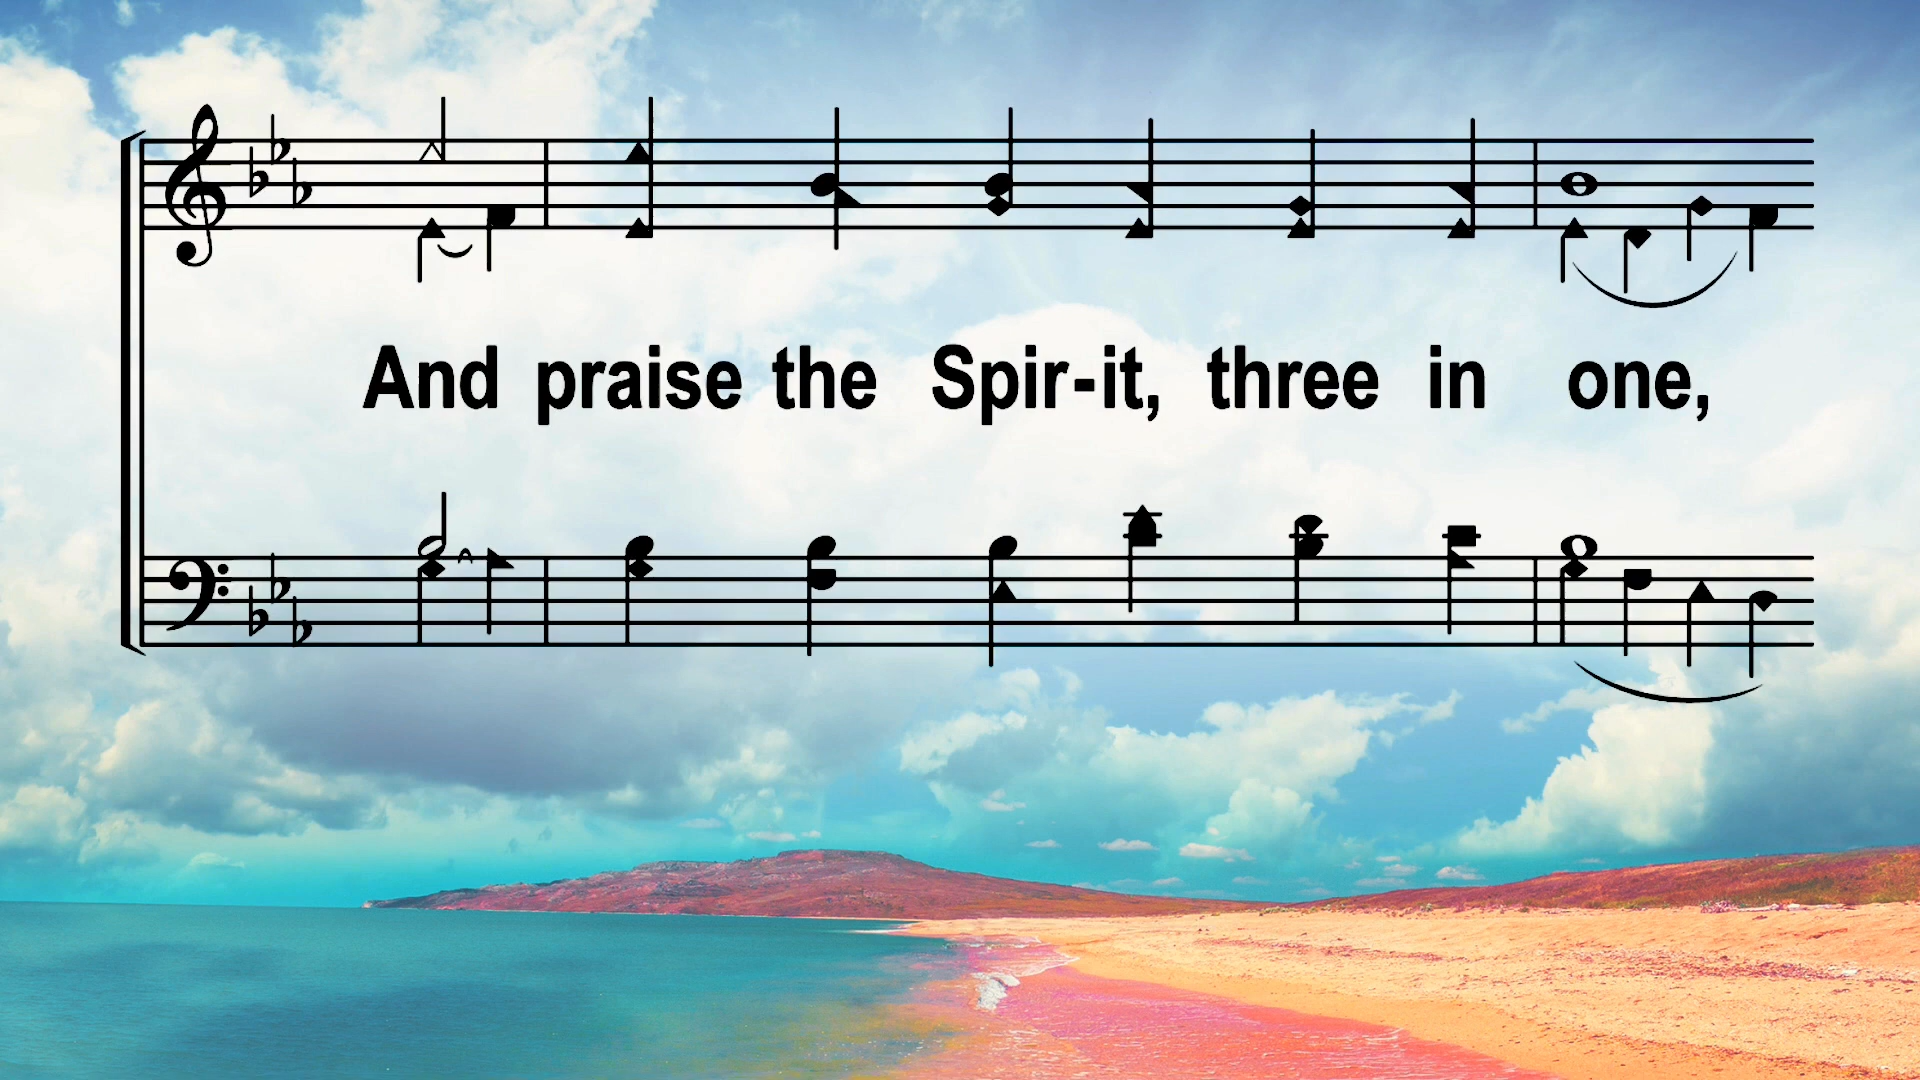 And praise the Spir-it, three in one,